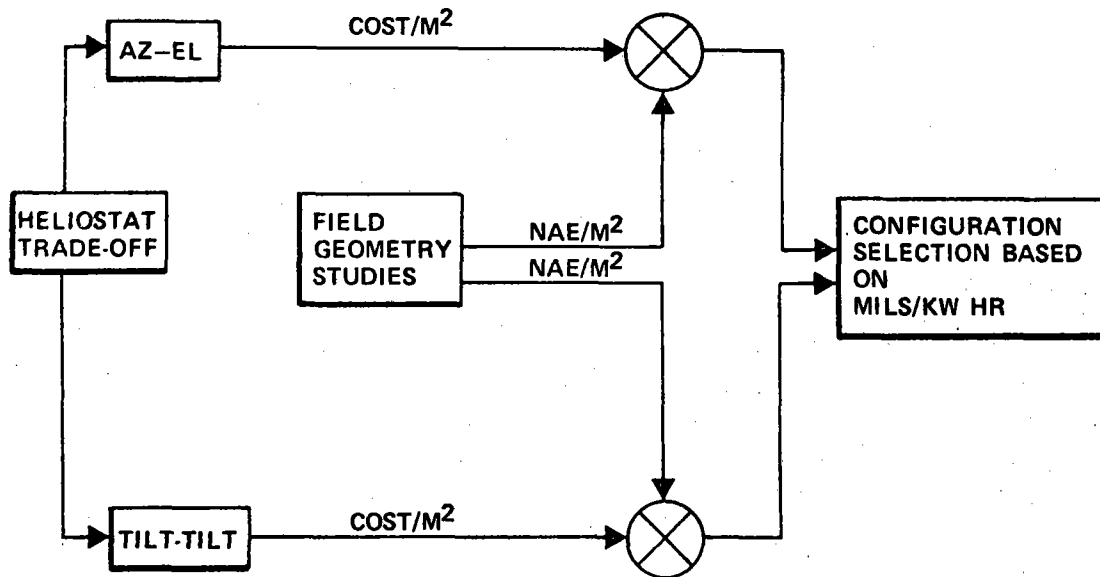 COST/M²
AZ–EL
HELIOSTAT
TRADE-OFF
FIELD
GEOMETRY
STUDIES
NAE/M²
NAE/M²
CONFIGURATION
SELECTION BASED
ON
MILS/KW HR
COST/M²
TILT-TILT